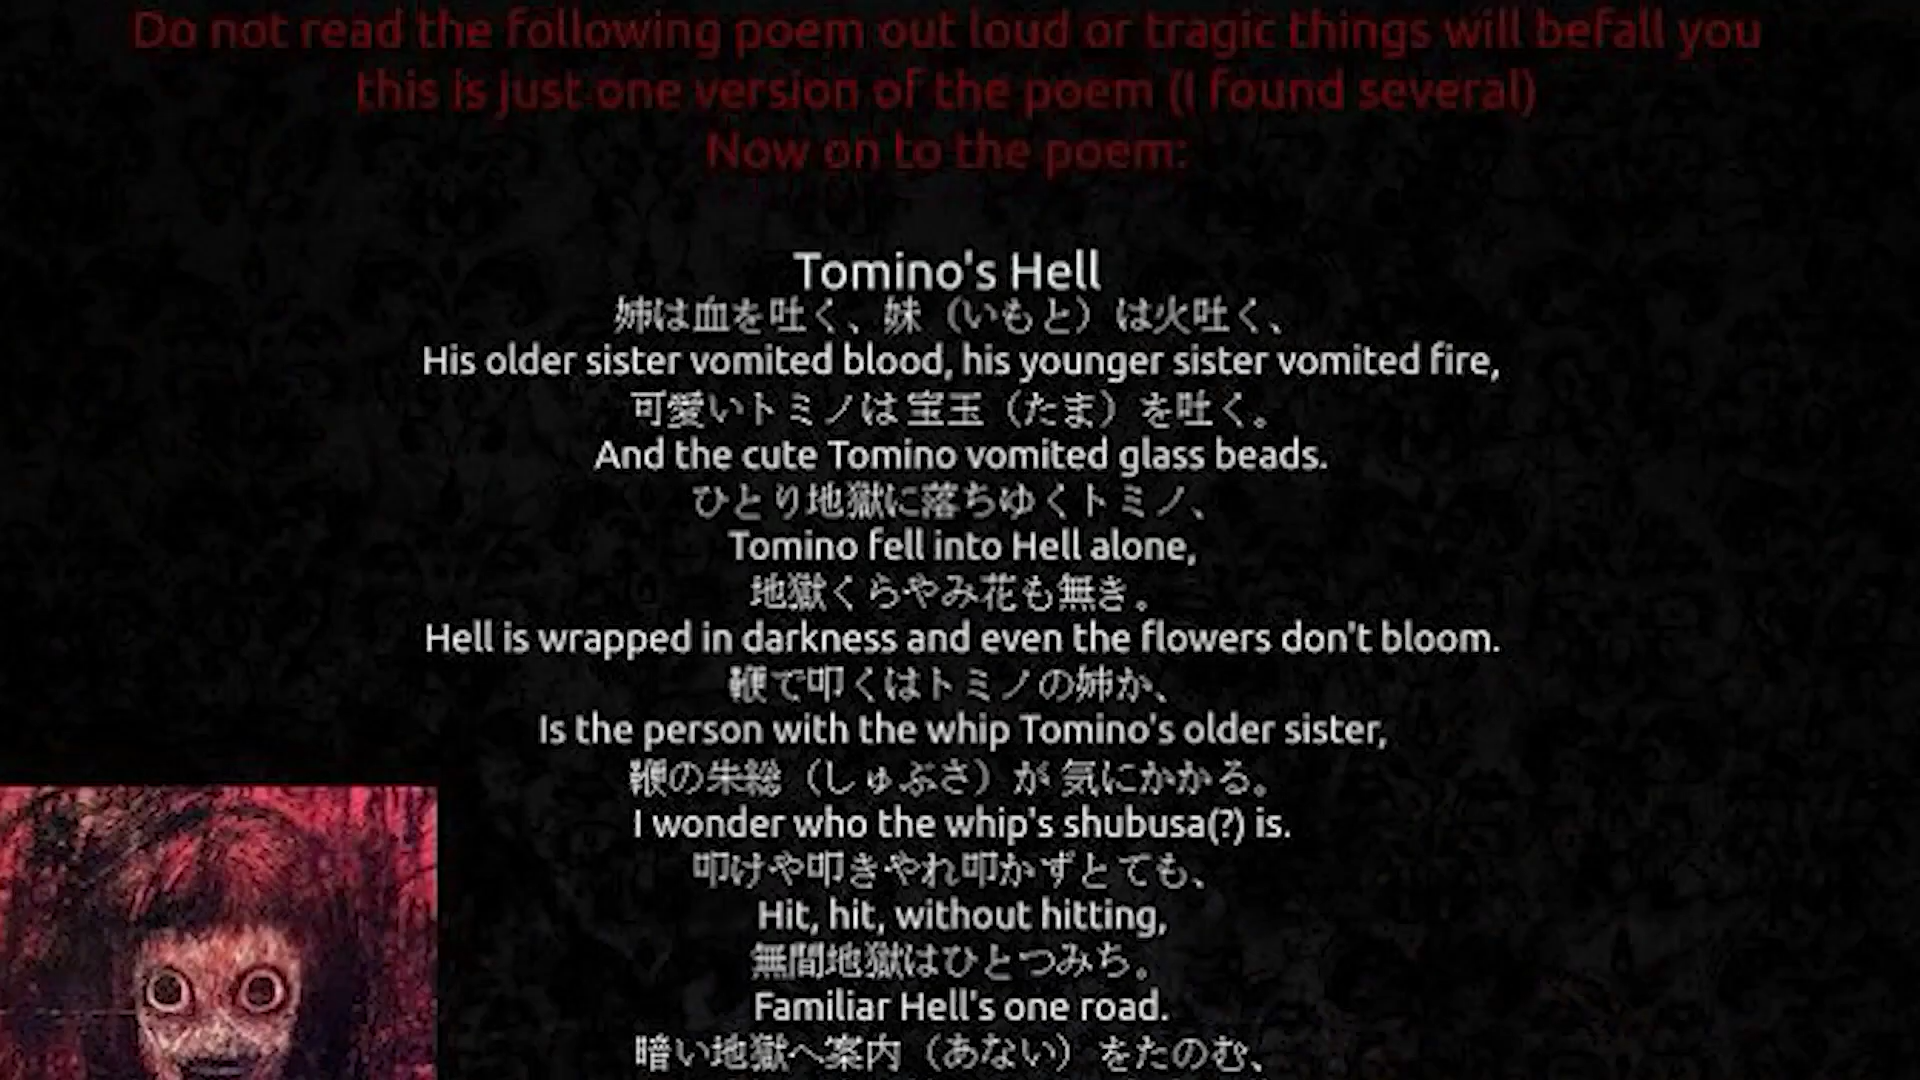 Do not read the following poem out loud or tragic things will befall you
this is just one version of the poem (I found several)
Now on to the poem:
Tomino's Hell
姉は血を吐く、妹（いもと）は火吐く、
His older sister vomited blood, his younger sister vomited fire,
可愛いトミノは宝玉（たま）を吐く。
And the cute Tomino vomited glass beads.
ひとり地獄に落ちゆくトミノ、
Tomino fell into Hell alone,
地獄くらやみ花も無き。
Hell is wrapped in darkness and even the flowers don't bloom.
鞭で叩くはトミノの姉か、
Is the person with the whip Tomino's older sister,
鞭の朱総（しゅぶさ）が 気にかかる。
I wonder who the whip's shubusa(?) is.
叩けや叩きやれ叩かずとても、
Hit, hit, without hitting,
無間地獄はひとつみち。
Familiar Hell's one road.
暗い地獄へ案内（あない）をたのむ、